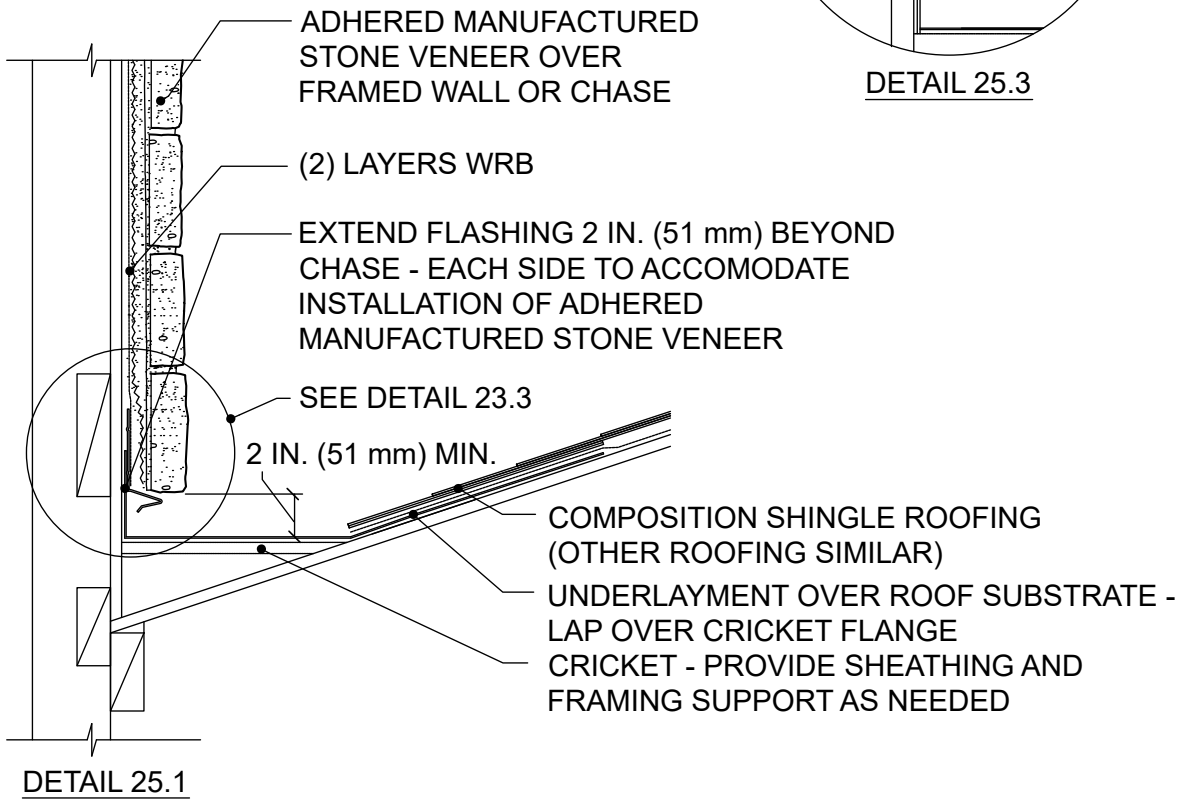 ADHERED MANUFACTURED
STONE VENEER OVER
FRAMED WALL OR CHASE
DETAIL 25.3
(2) LAYERS WRB
EXTEND FLASHING 2 IN. (51 mm) BEYOND
CHASE - EACH SIDE TO ACCOMODATE
INSTALLATION OF ADHERED
MANUFACTURED STONE VENEER
SEE DETAIL 23.3
2 IN. (51 mm) MIN.
COMPOSITION SHINGLE ROOFING
(OTHER ROOFING SIMILAR)
UNDERLAYMENT OVER ROOF SUBSTRATE -
LAP OVER CRICKET FLANGE
CRICKET - PROVIDE SHEATHING AND
FRAMING SUPPORT AS NEEDED
DETAIL 25.1